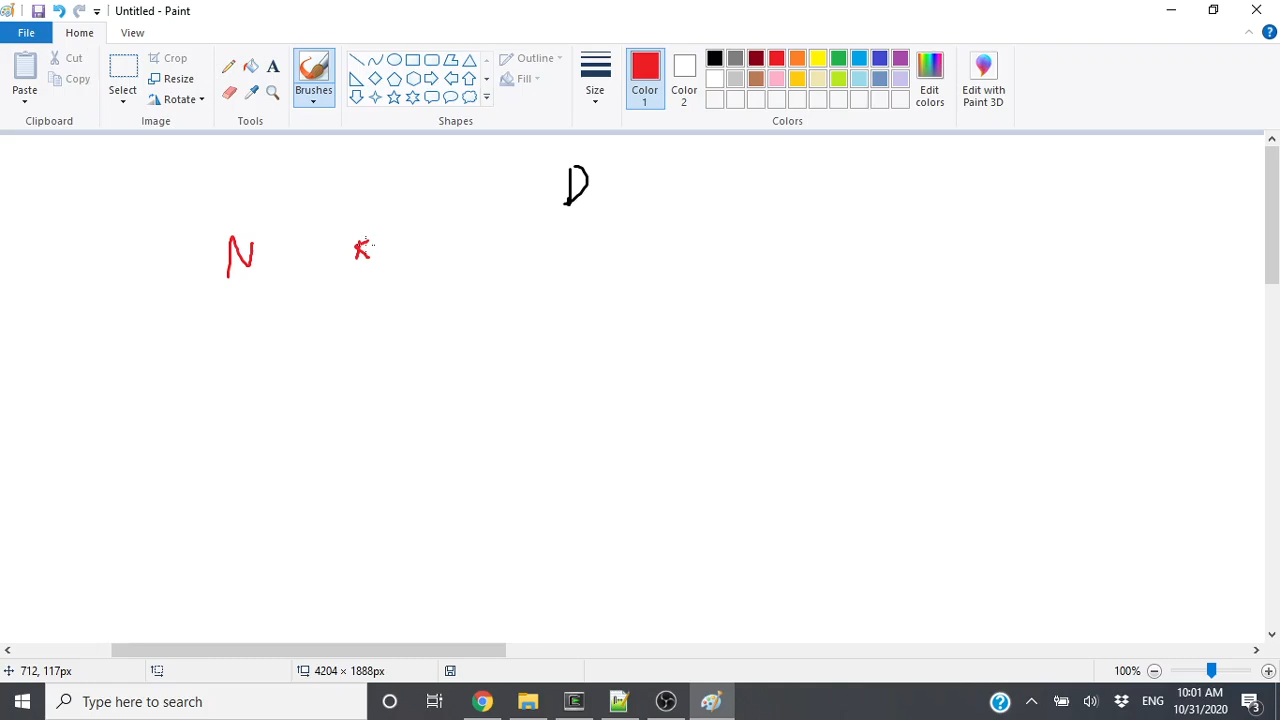 Untitled - Paint
File Home View
Paste
Cut
Copy
Clipboard
Select
Crop
Resize
Rotate
Image
A
Tools
Brushes
Outline
Fill
Shapes
Size
Color 1
Color 2
Edit colors
Edit with Paint 3D
Colors
D
N K
712, 117px
4204 × 1888px
100%
Type here to search
ENG
10:01 AM
10/31/2020
3